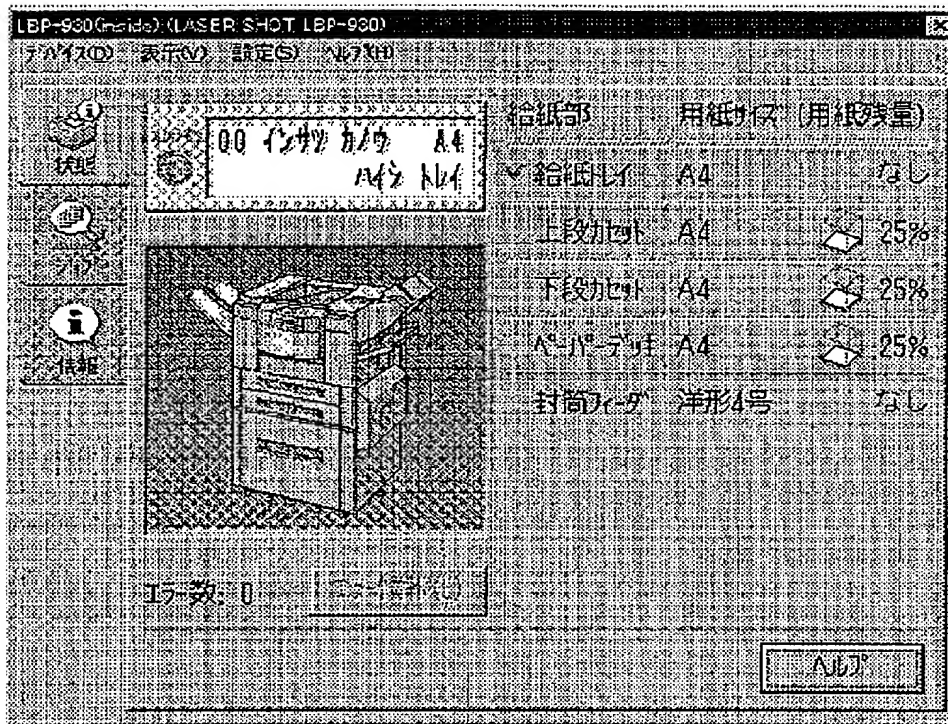 LBP-930(inside) (LASER SHOT LBP-930)
デバイス(D) 表示(V) 設定(S) ヘルプ(H)
状態
情報
00 インサツ カノウ A4
ハイシ トレイ
給紙部 用紙サイズ (用紙残量)
給紙トレイ A4 なし
上段カセット A4 25%
下段カセット A4 25%
ペーパーデッキ A4 25%
封筒フィーダ 洋形4号 なし
エラー数: 0
ヘルプ